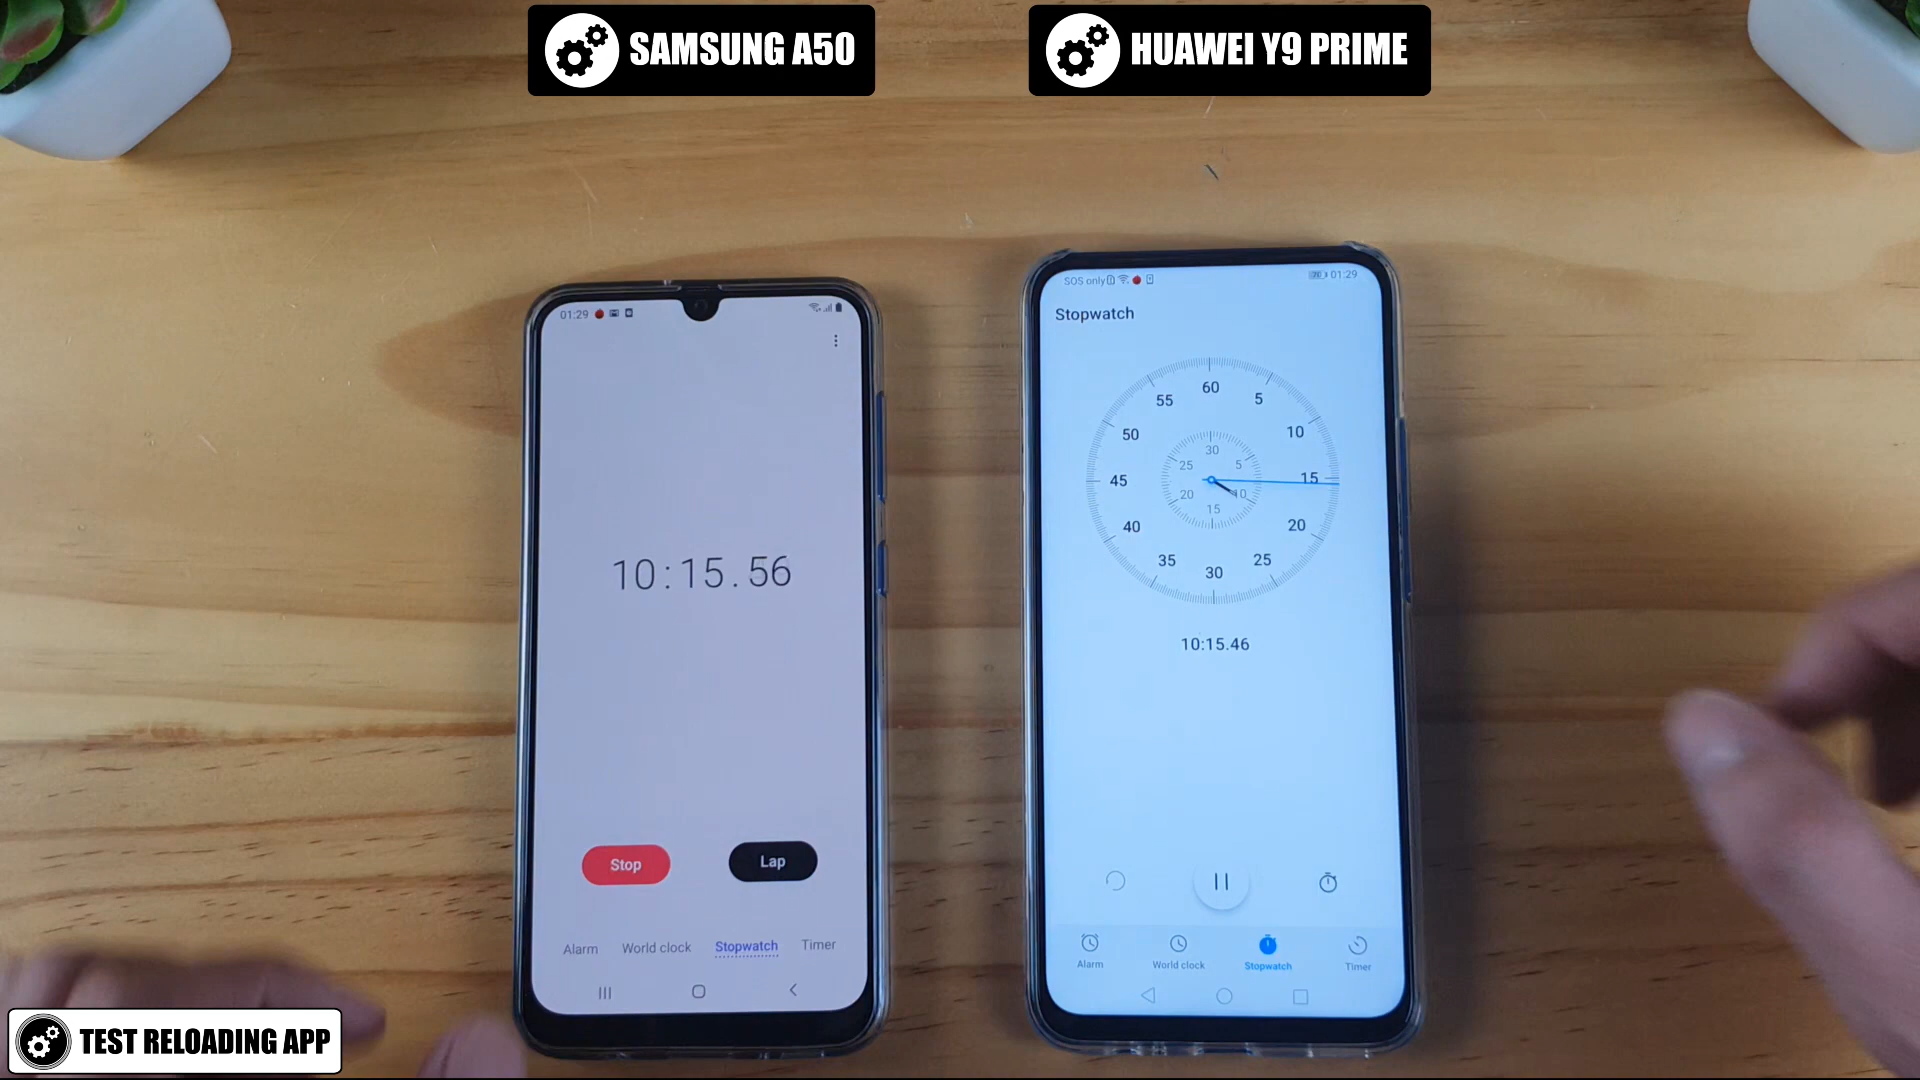 SAMSUNG A50
HUAWEI Y9 PRIME
01:29
10:15.56
Stop
Lap
Alarm
World clock
Stopwatch
Timer
SOS only
01:29
Stopwatch
60
5
10
15
20
25
30
35
40
45
50
55
30
5
10
15
20
25
10:15.46
Alarm
World clock
Stopwatch
Timer
TEST RELOADING APP